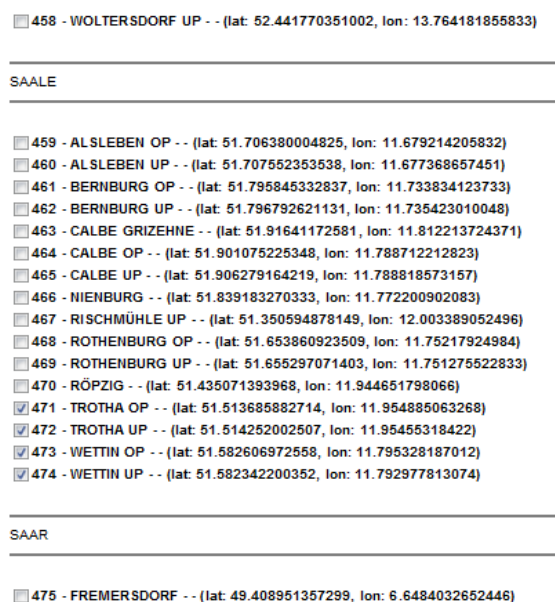 458 - WOLTERSDORF UP - - (lat: 52.441770351002, lon: 13.764181855833)
SAALE
459 - ALSLEBEN OP - - (lat: 51.706380004825, lon: 11.679214205832)
460 - ALSLEBEN UP - - (lat: 51.707552353538, lon: 11.677368657451)
461 - BERNBURG OP - - (lat: 51.795845332837, lon: 11.733834123733)
462 - BERNBURG UP - - (lat: 51.796792621131, lon: 11.735423010048)
463 - CALBE GRIZEHNE - - (lat: 51.91641172581, lon: 11.812213724371)
464 - CALBE OP - - (lat: 51.901075225348, lon: 11.788712212823)
465 - CALBE UP - - (lat: 51.906279164219, lon: 11.788818573157)
466 - NIENBURG - - (lat: 51.839183270333, lon: 11.772200902083)
467 - RISCHMÜHLE UP - - (lat: 51.350594878149, lon: 12.003389052496)
468 - ROTHENBURG OP - - (lat: 51.653860923509, lon: 11.75217924984)
469 - ROTHENBURG UP - - (lat: 51.655297071403, lon: 11.751275522833)
470 - RÖPZIG - - (lat: 51.435071393968, lon: 11.944651798066)
471 - TROTHA OP - - (lat: 51.513685882714, lon: 11.954885063268)
472 - TROTHA UP - - (lat: 51.514252002507, lon: 11.95455318422)
473 - WETTIN OP - - (lat: 51.582606972558, lon: 11.795328187012)
474 - WETTIN UP - - (lat: 51.582342200352, lon: 11.792977813074)
SAAR
475 - FREMERSDORF - - (lat: 49.408951357299, lon: 6.6484032652446)